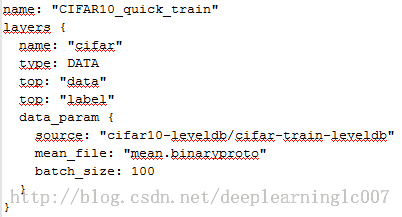 name: "CIFAR10_quick_train"
layers {
  name: "cifar"
  type: DATA
  top: "data"
  top: "label"
  data_param {
    source: "cifar10-leveldb/cifar-train-leveldb"
    mean_file: "mean.binaryproto"
    batch_size: 100
  }
http://blog.csdn.net/deeplearninglc007
}